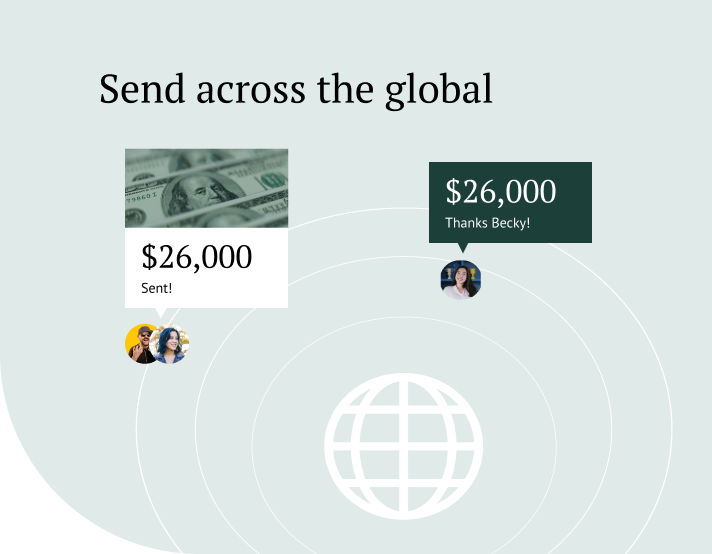 Send across the global
$26,000
Sent!
$26,000
Thanks Becky!